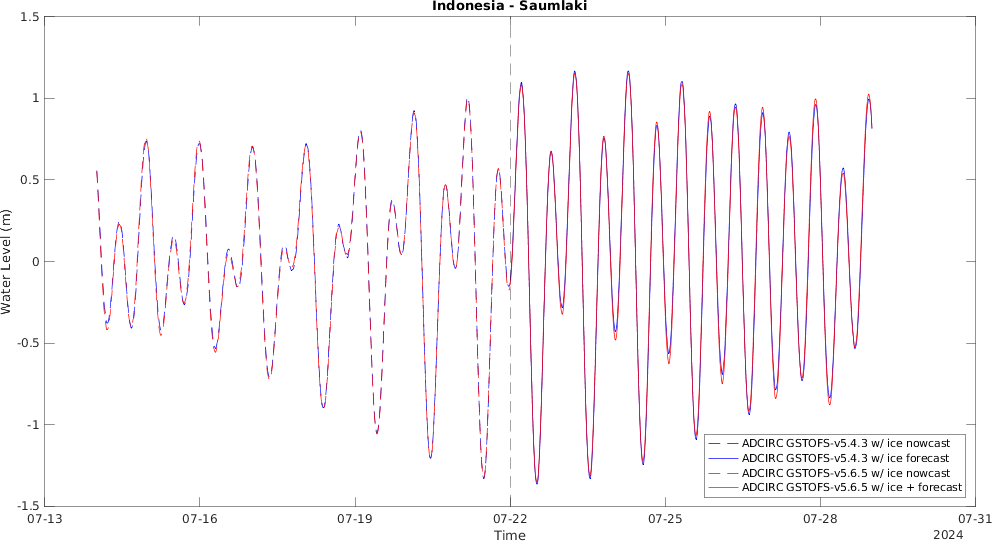 Indonesia - Saumlaki
1.5
1
0.5
0
-0.5
-1
-1.5
Water Level (m)
07-13
07-16
07-19
07-22
07-25
07-28
07-31
Time
2024
ADCIRC GSTOFS-v5.4.3 w/ ice nowcast
ADCIRC GSTOFS-v5.4.3 w/ ice forecast
ADCIRC GSTOFS-v5.6.5 w/ ice nowcast
ADCIRC GSTOFS-v5.6.5 w/ ice + forecast